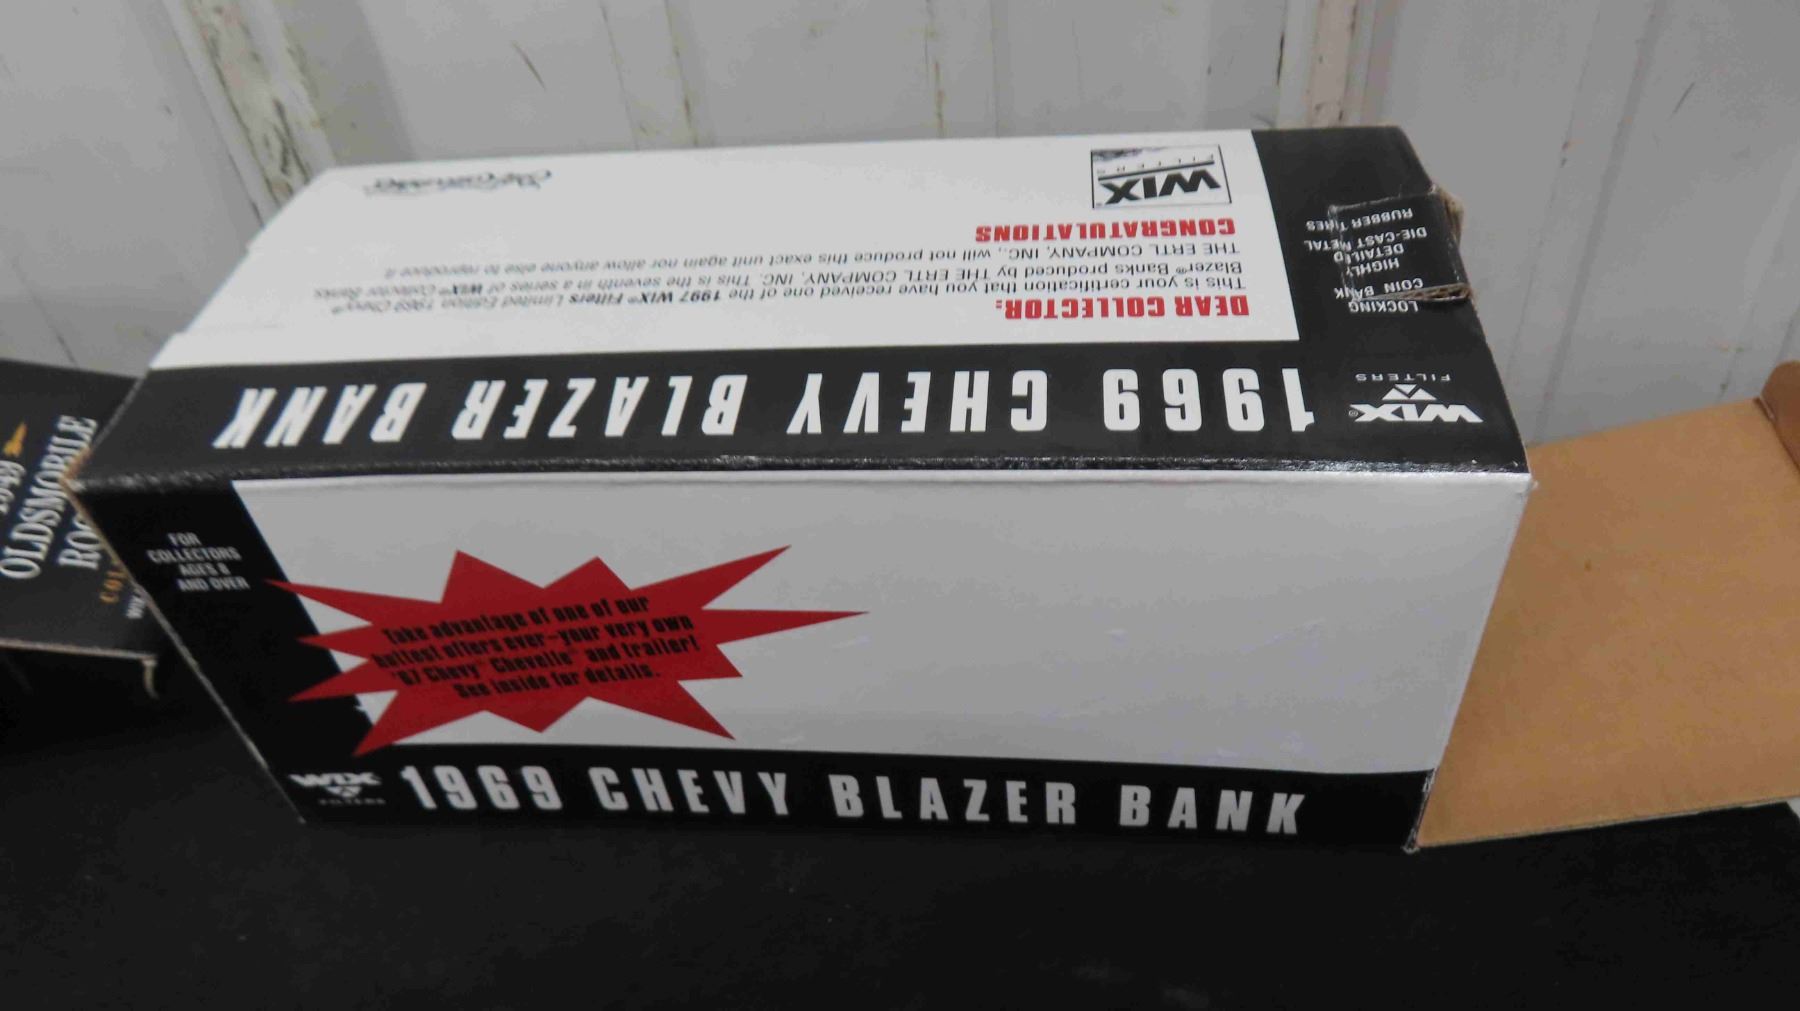 WIX
FILTERS
DEAR COLLECTOR:
This is your certification that you have received one of the 1997 WIX® Filters Limited Edition 1969 Chevy®
Blazer® Banks produced by THE ERTL COMPANY, INC. This is the seventh in a series of WIX® Collector Banks.
THE ERTL COMPANY, INC., will not produce this exact unit again nor allow anyone else to reproduce it.
CONGRATULATIONS
WIX
FILTERS
LOCKING
COIN BANK
HIGHLY
DETAILED
DIE-CAST METAL
RUBBER TIRES
WIX®
FILTERS
1969 CHEVY BLAZER BANK
FOR
COLLECTORS
AGES 8
AND OVER
Take advantage of one of our
hottest offers ever–your very own
'67 Chevy™ Chevelle™ and trailer!
See inside for details.
WIX
FILTERS
1969 CHEVY BLAZER BANK
1949
OLDSMOBILE